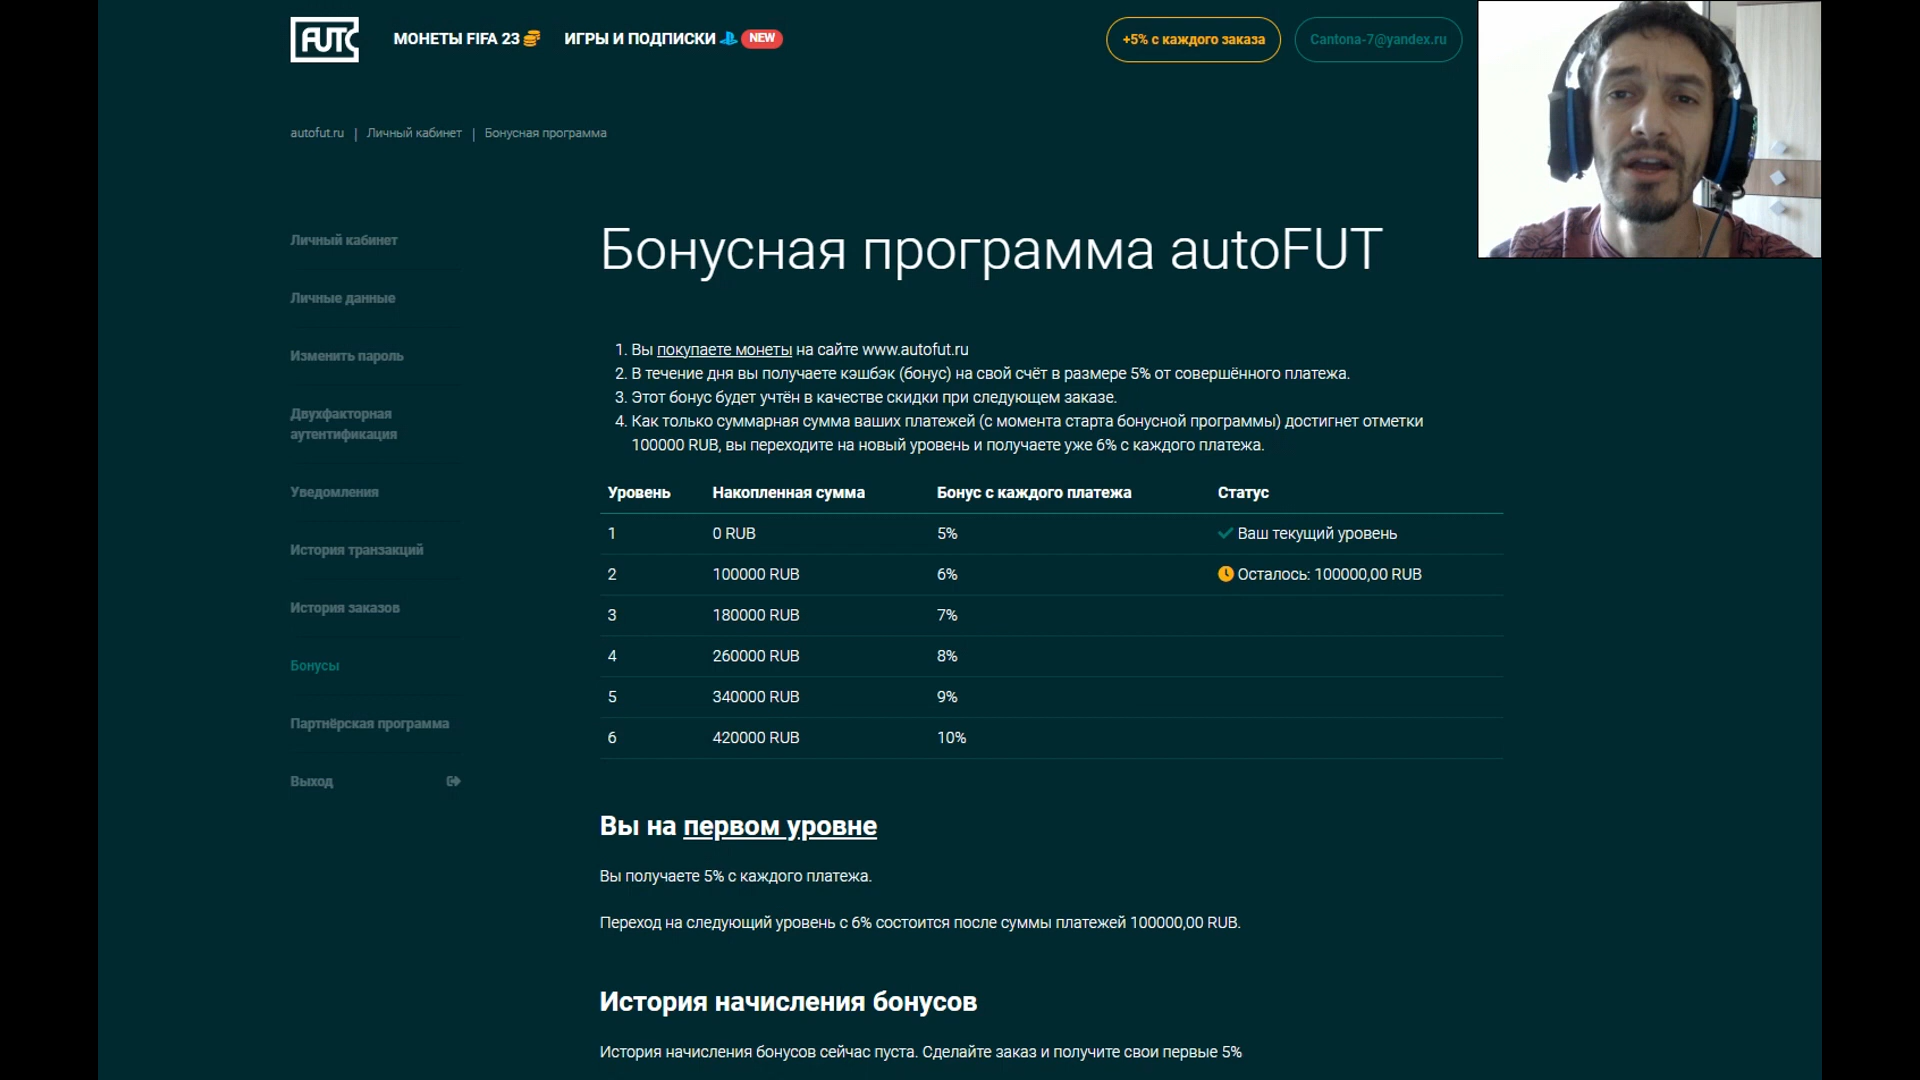 FUTC
МОНЕТЫ FIFA 23
ИГРЫ И ПОДПИСКИ
NEW
+5% с каждого заказа
Cantona-7@yandex.ru
autofut.ru | Личный кабинет | Бонусная программа
Личный кабинет
Личные данные
Изменить пароль
Двухфакторная
аутентификация
Уведомления
История транзакций
История заказов
Бонусы
Партнёрская программа
Выход
Бонусная программа autoFUT
1. Вы покупаете монеты на сайте www.autofut.ru
2. В течение дня вы получаете кэшбэк (бонус) на свой счёт в размере 5% от совершённого платежа.
3. Этот бонус будет учтён в качестве скидки при следующем заказе.
4. Как только суммарная сумма ваших платежей (с момента старта бонусной программы) достигнет отметки
100000 RUB, вы переходите на новый уровень и получаете уже 6% с каждого платежа.
Уровень Накопленная сумма Бонус с каждого платежа Статус
1 0 RUB 5% Ваш текущий уровень
2 100000 RUB 6% Осталось: 100000,00 RUB
3 180000 RUB 7%
4 260000 RUB 8%
5 340000 RUB 9%
6 420000 RUB 10%
Вы на первом уровне
Вы получаете 5% с каждого платежа.
Переход на следующий уровень с 6% состоится после суммы платежей 100000,00 RUB.
История начисления бонусов
История начисления бонусов сейчас пуста. Сделайте заказ и получите свои первые 5%